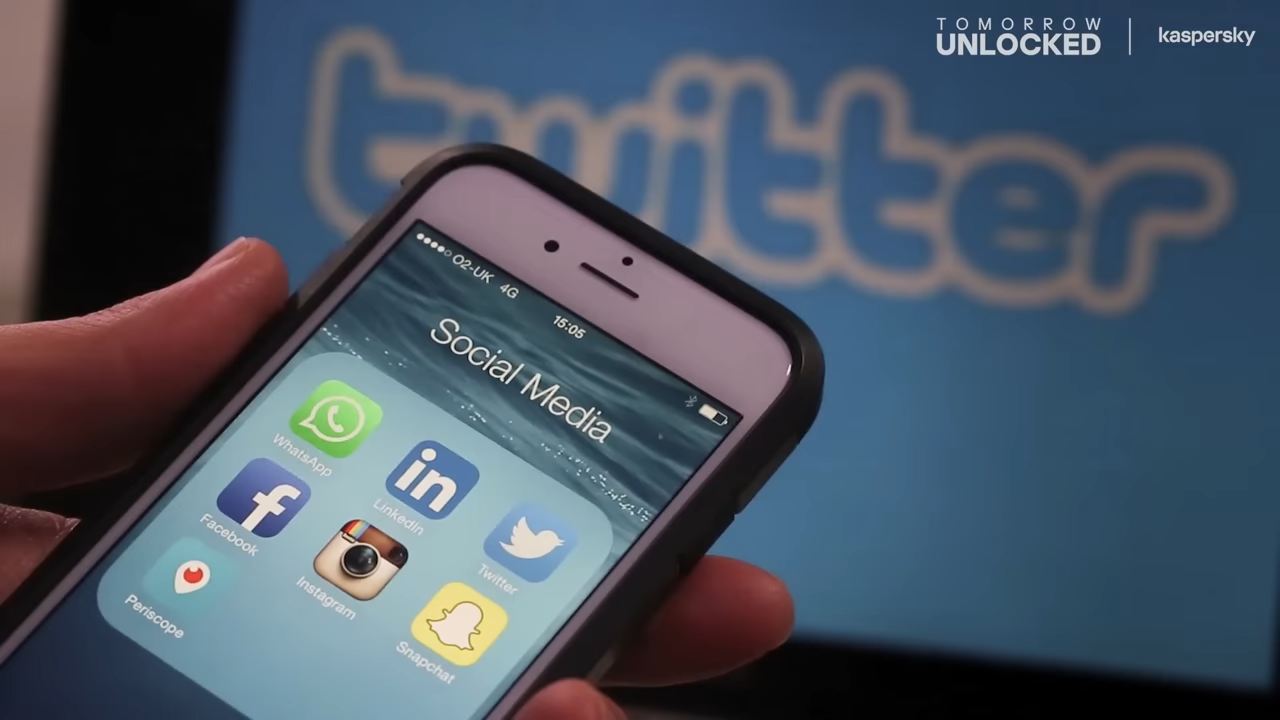 TOMORROW
UNLOCKED
kaspersky
twitter
O2-UK 4G
15:05
Social Media
WhatsApp
LinkedIn
Twitter
Facebook
Instagram
Snapchat
Periscope